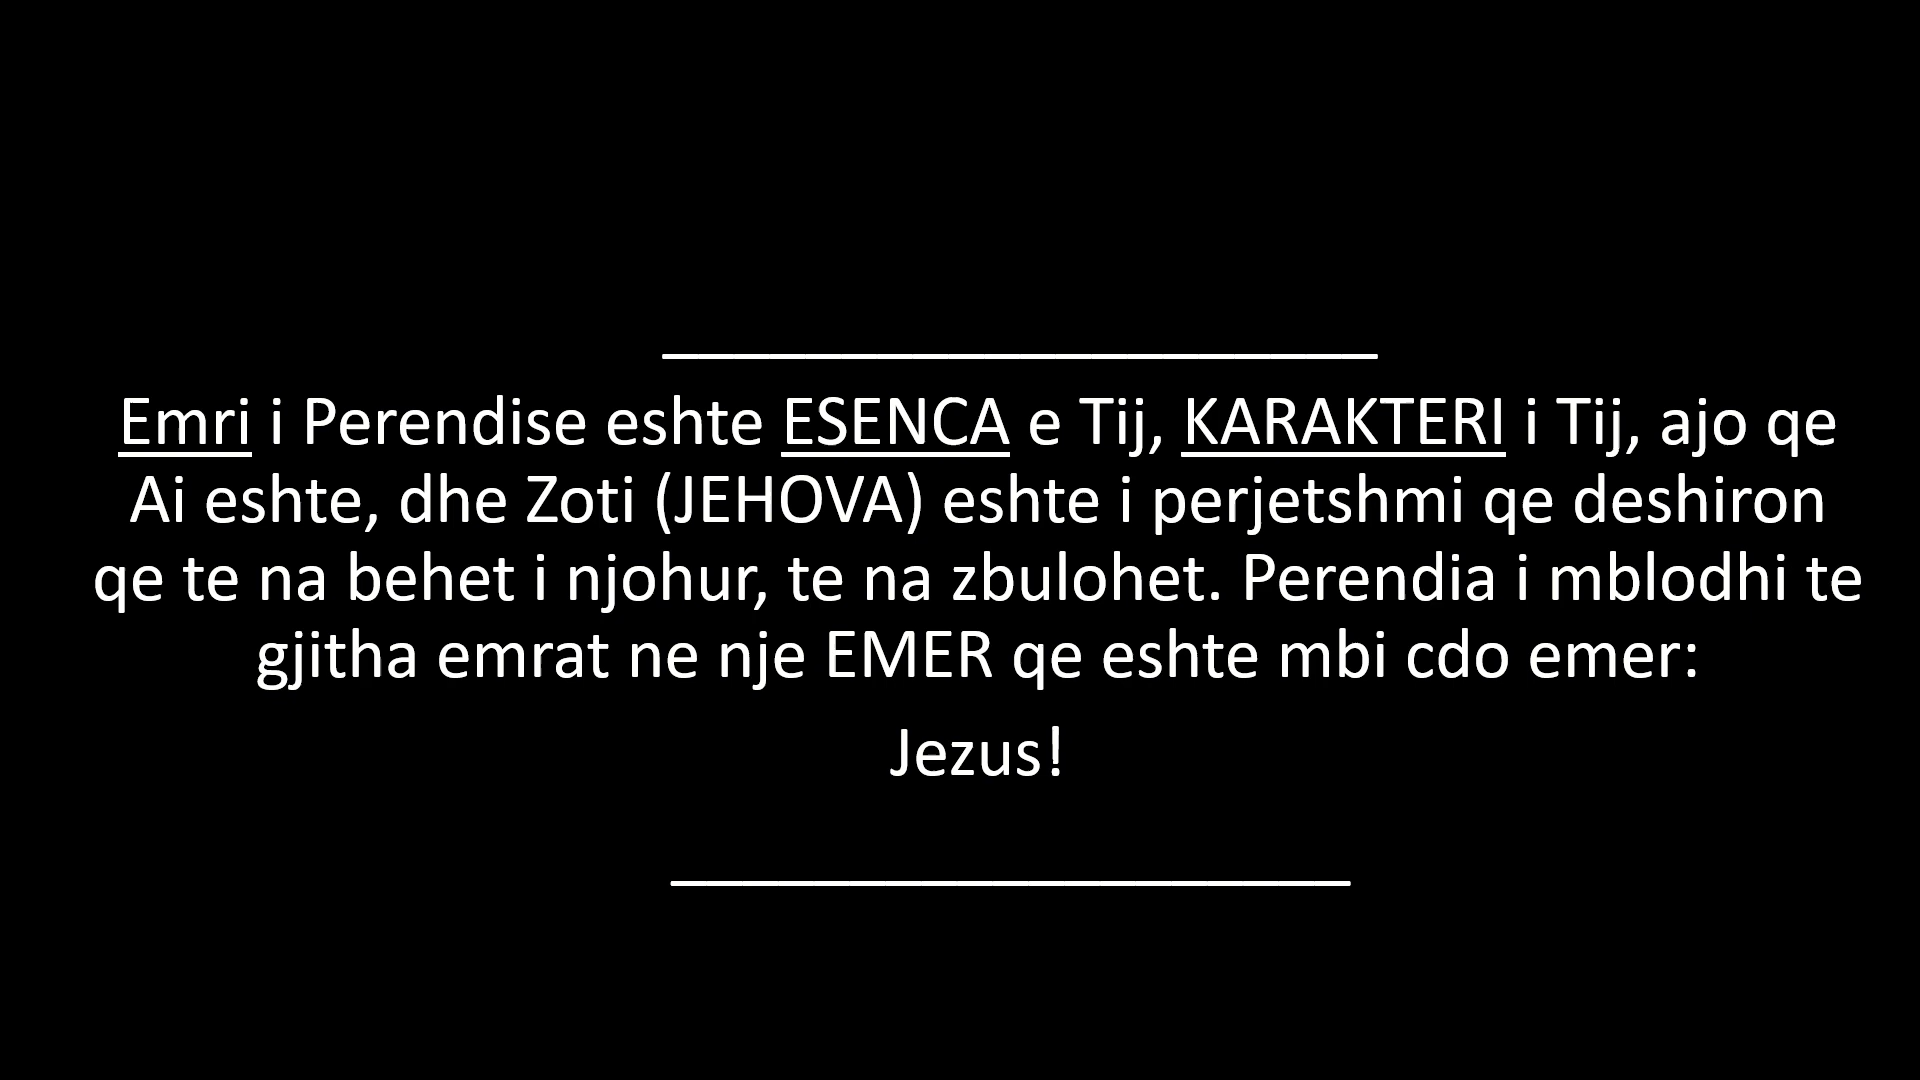 Emri i Perendise eshte ESENCA e Tij, KARAKTERI i Tij, ajo qe
Ai eshte, dhe Zoti (JEHOVA) eshte i perjetshmi qe deshiron
qe te na behet i njohur, te na zbulohet. Perendia i mblodhi te
gjitha emrat ne nje EMER qe eshte mbi cdo emer:
Jezus!